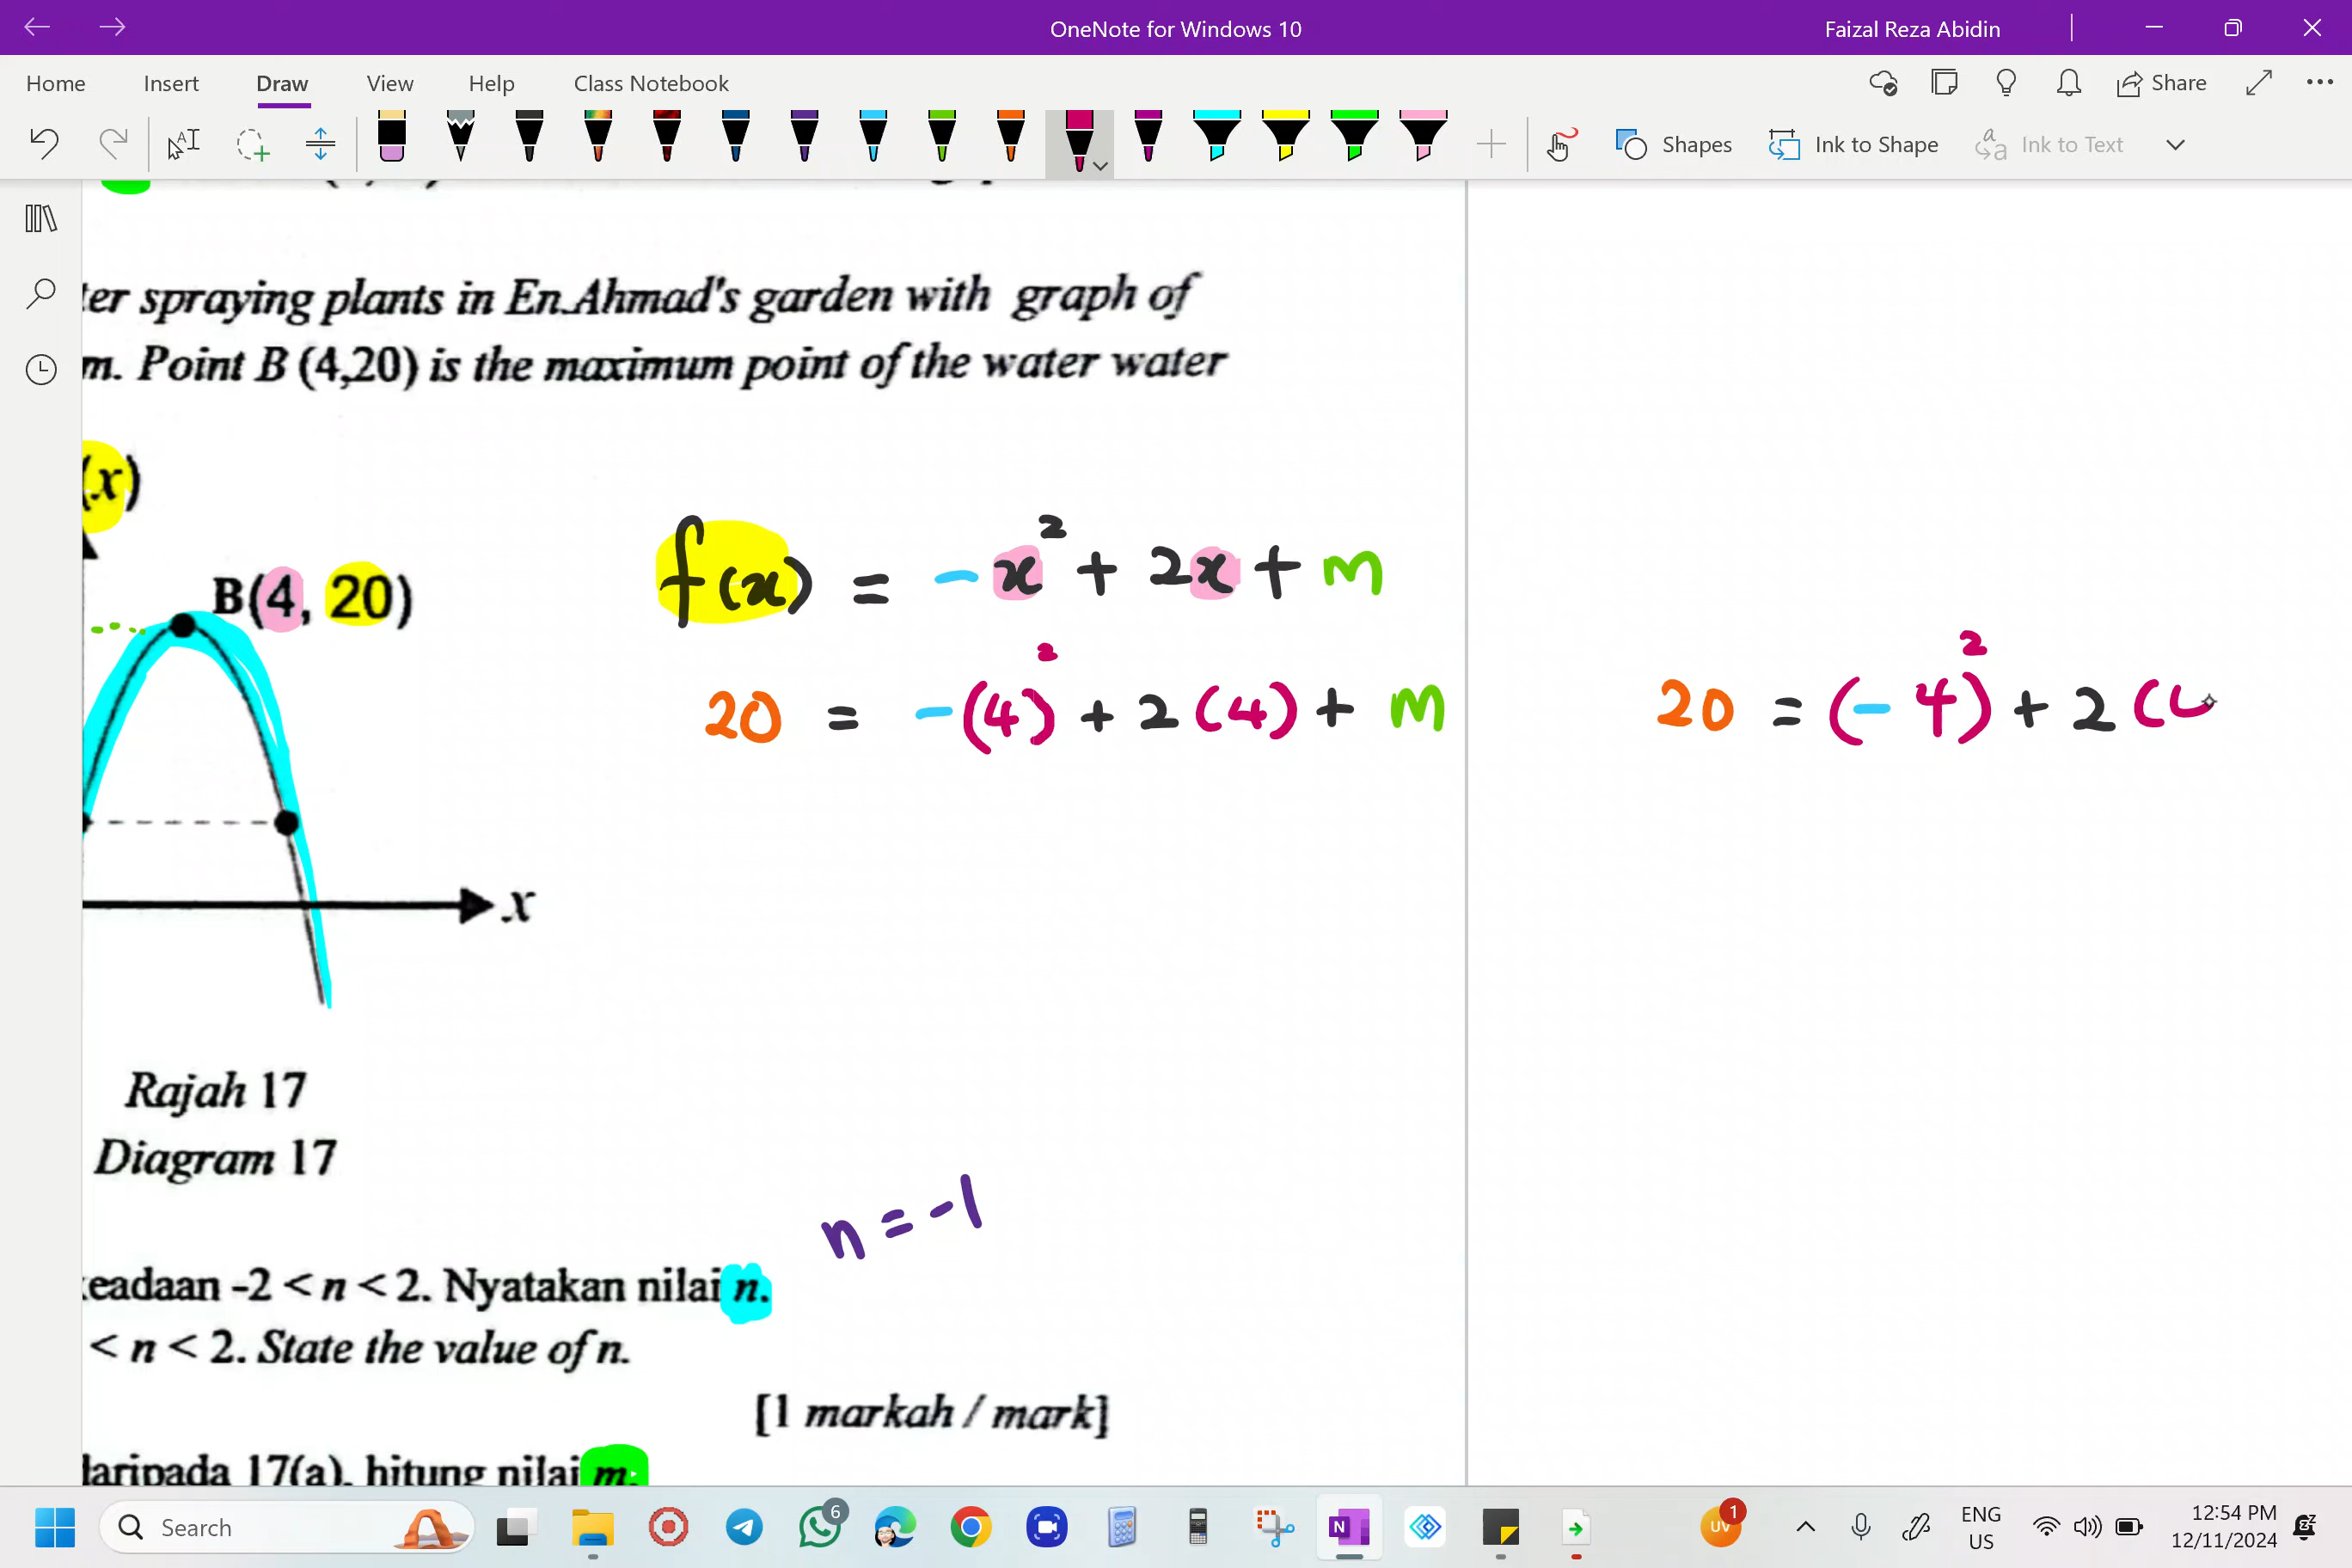 OneNote for Windows 10
Faizal Reza Abidin
Home Insert Draw View Help Class Notebook
Share
Shapes Ink to Shape Ink to Text
ter spraying plants in En.Ahmad's garden with graph of
m. Point B (4,20) is the maximum point of the water water
(x)
B(4, 20)
f(x) = -x² + 2x + m
20 = -(4)² + 2(4) + m
20 = (-4)² + 2(
x
Rajah 17
Diagram 17
n = -1
keadaan -2 < n < 2. Nyatakan nilai n.
< n < 2. State the value of n.
[1 markah / mark]
daripada 17(a), hitung nilai m.
Search
6
UV
1
ENG
US
12:54 PM
12/11/2024